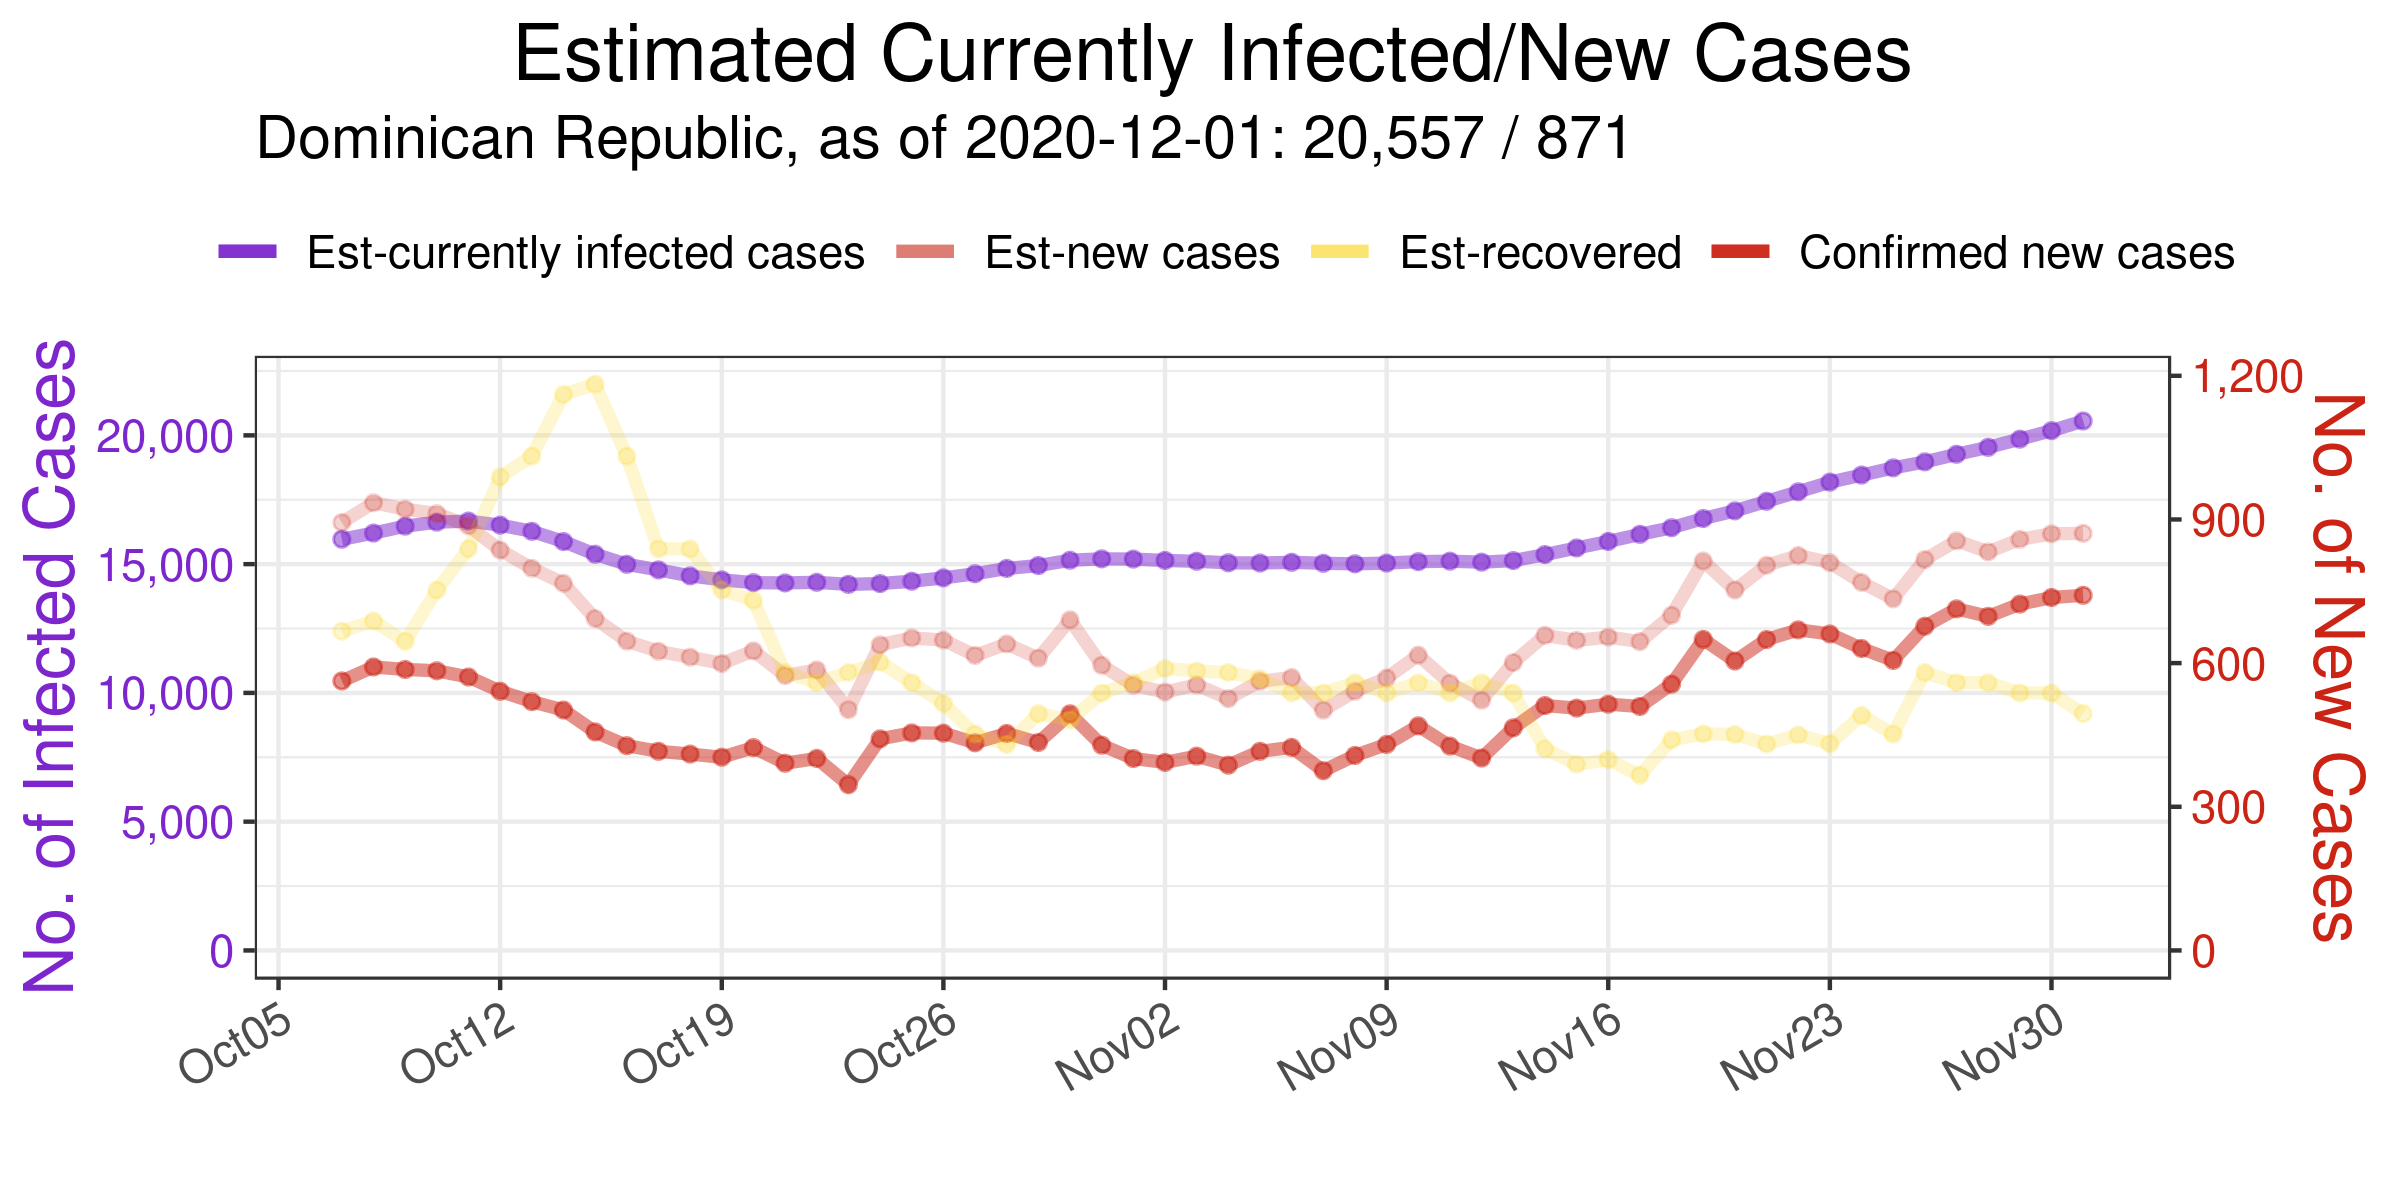 Estimated Currently Infected/New Cases
Dominican Republic, as of 2020-12-01: 20,557 / 871
Est-currently infected cases Est-new cases Est-recovered Confirmed new cases
No. of Infected Cases
20,000
15,000
10,000
5,000
0
1,200
900
600
300
0
No. of New Cases
Oct05 Oct12 Oct19 Oct26 Nov02 Nov09 Nov16 Nov23 Nov30